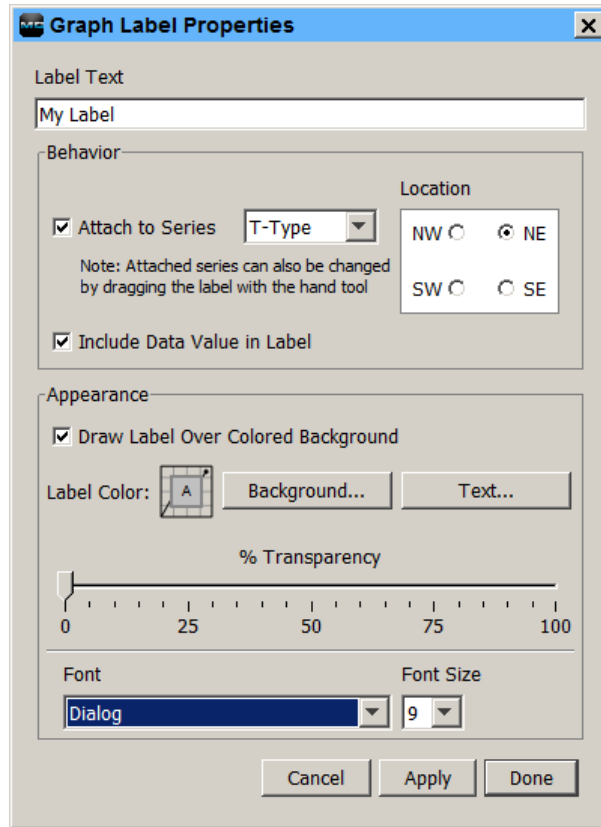 MC Graph Label Properties
Label Text
My Label
Behavior
Location
Attach to Series T-Type
NW NE
Note: Attached series can also be changed
by dragging the label with the hand tool
SW SE
Include Data Value in Label
Appearance
Draw Label Over Colored Background
Label Color: A Background... Text...
% Transparency
0 25 50 75 100
Font Font Size
Dialog 9
Cancel Apply Done